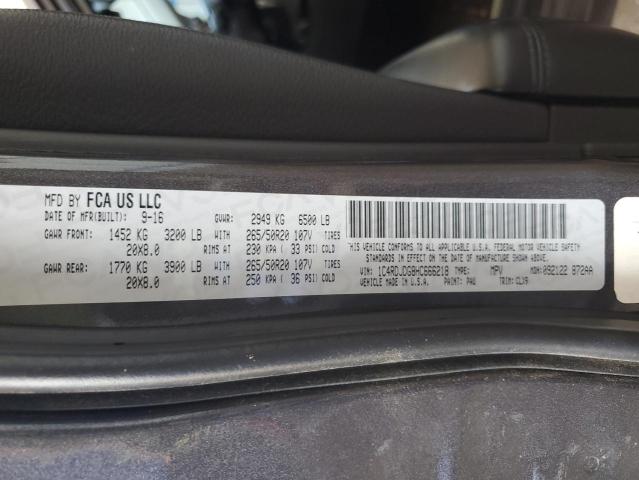 MFD BY FCA US LLC
DATE OF MFR(BUILT): 9-16 GVWR: 2949 KG 6500 LB
GAWR FRONT: 1452 KG 3200 LB WITH 265/50R20 107V TIRES
20X8.0 RIMS AT 230 KPA( 33 PSI) COLD
GAWR REAR: 1770 KG 3900 LB WITH 265/50R20 107V TIRES
20X8.0 RIMS AT 250 KPA( 36 PSI) COLD
THIS VEHICLE CONFORMS TO ALL APPLICABLE U.S.A. FEDERAL MOTOR VEHICLE SAFETY
STANDARDS IN EFFECT ON THE DATE OF MANUFACTURE SHOWN ABOVE.
VIN: 1C4RDJDG8HC666218 TYPE: MPV MDH:092122 872AA
VEHICLE MADE IN U.S.A. PAINT: PAU TRIM:CLX9